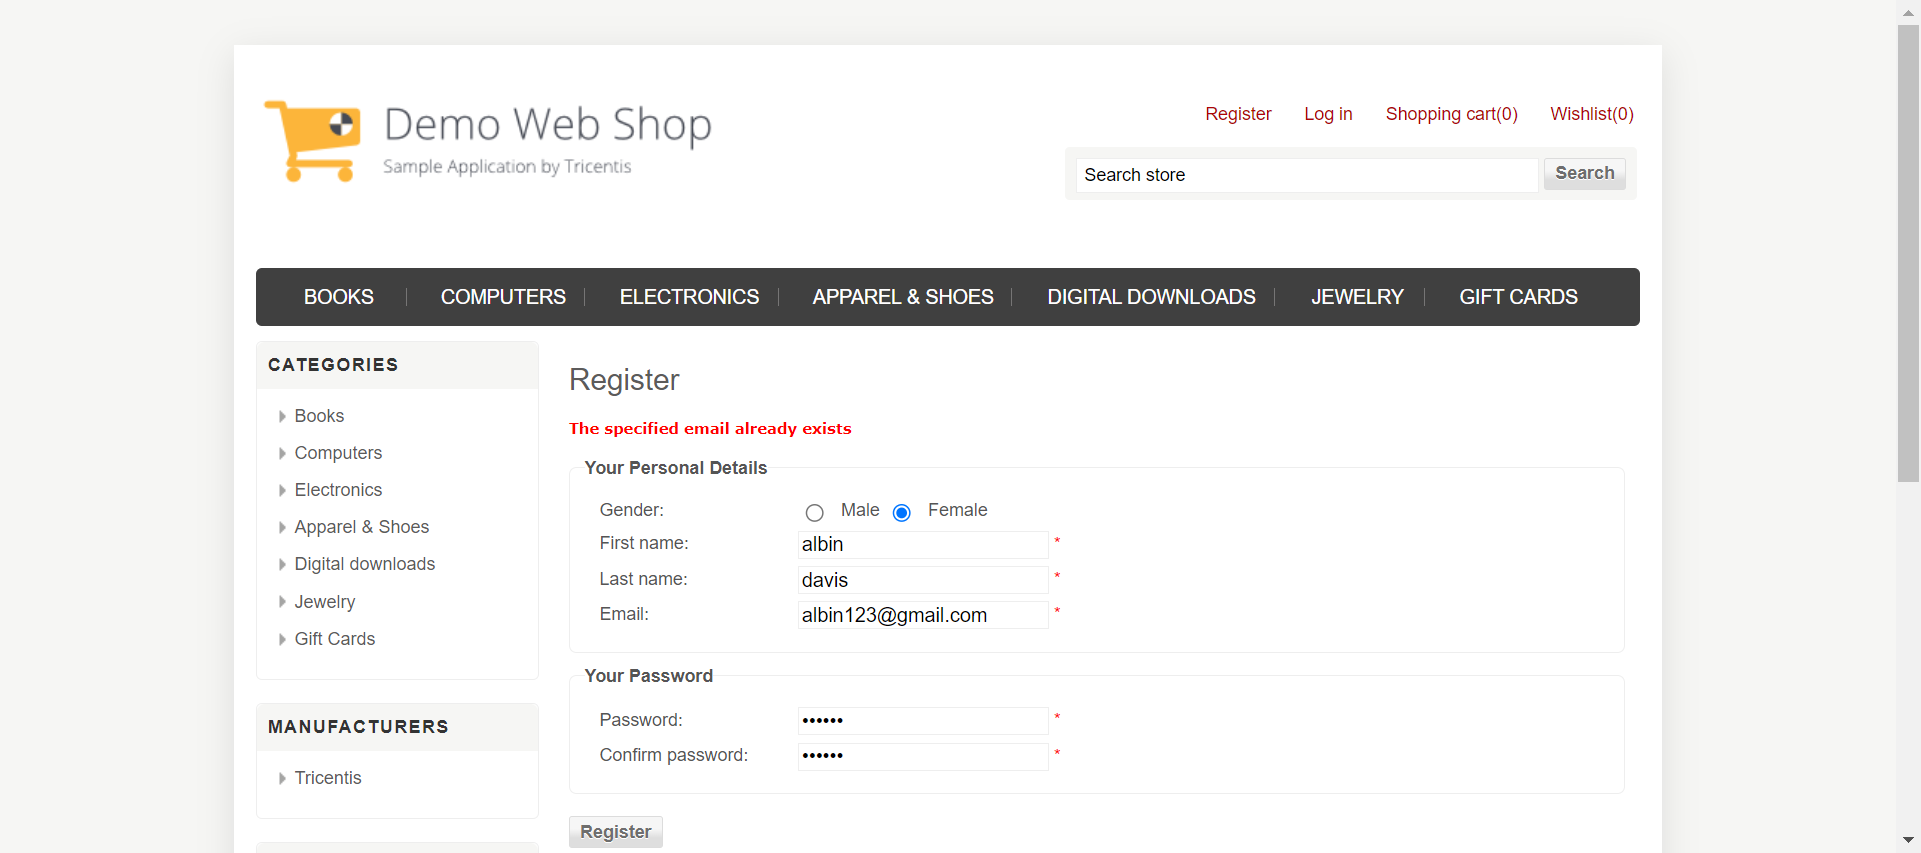 Demo Web Shop
Sample Application by Tricentis
Register Log in Shopping cart(0) Wishlist(0)
Search store Search
BOOKS COMPUTERS ELECTRONICS APPAREL & SHOES DIGITAL DOWNLOADS JEWELRY GIFT CARDS
CATEGORIES
Books
Computers
Electronics
Apparel & Shoes
Digital downloads
Jewelry
Gift Cards
MANUFACTURERS
Tricentis
Register
The specified email already exists
Your Personal Details
Gender: Male Female
First name: albin *
Last name: davis *
Email: albin123@gmail.com *
Your Password
Password: •••••• *
Confirm password: •••••• *
Register